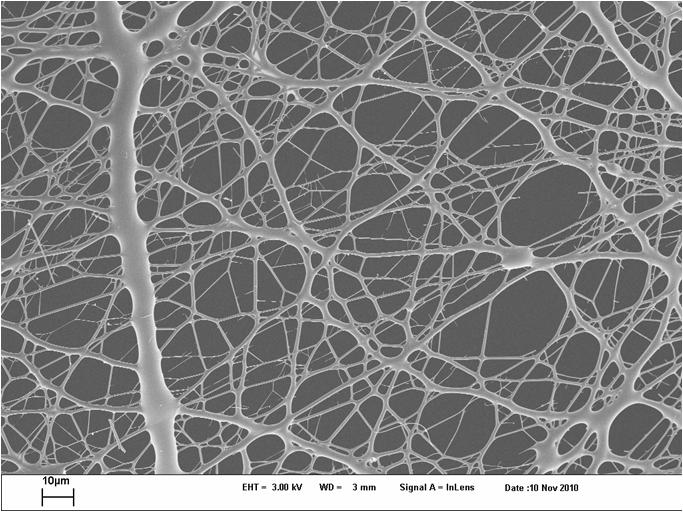 10µm
EHT = 3.00 kV WD = 3 mm Signal A = InLens Date :10 Nov 2010